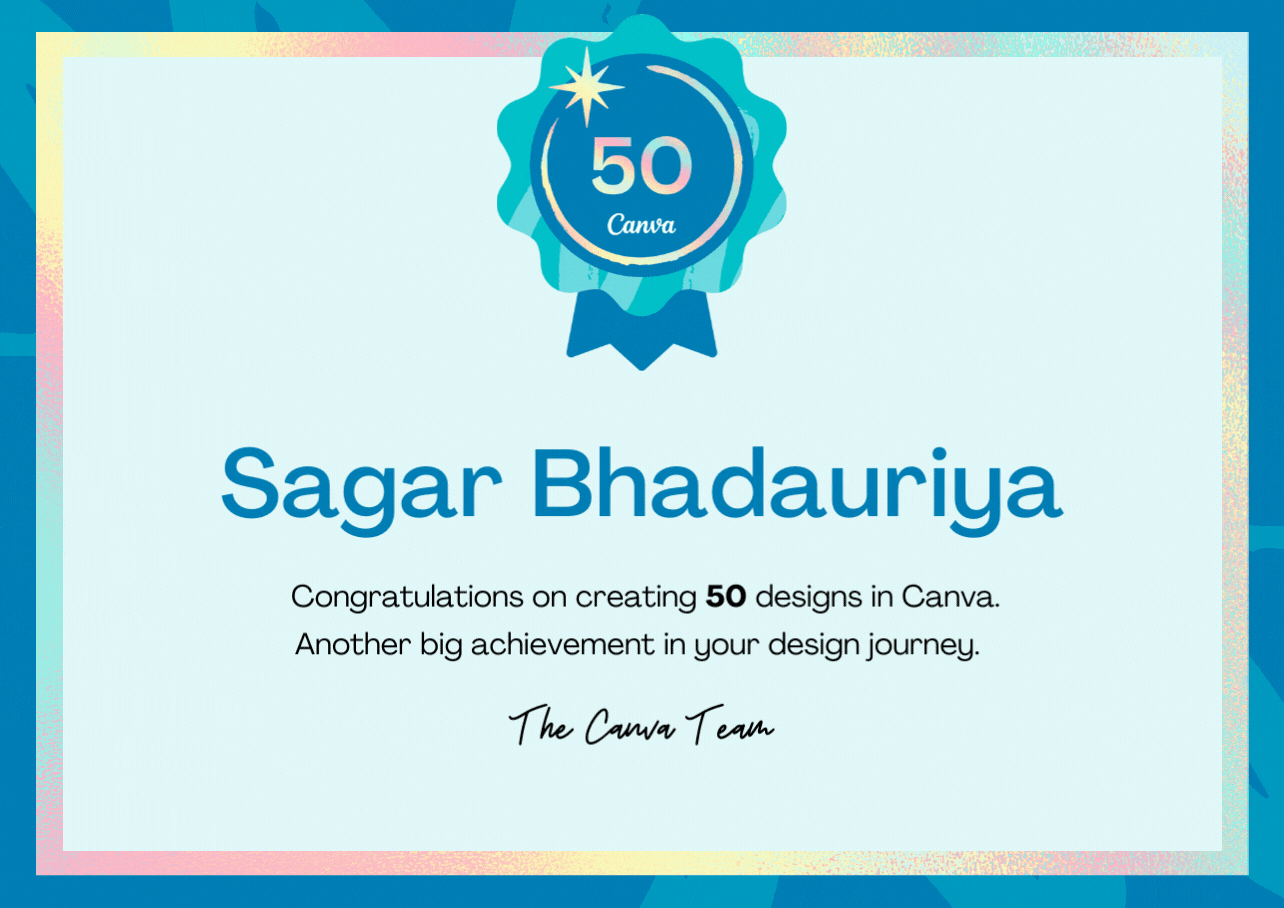 50
Canva
Sagar Bhadauriya
Congratulations on creating 50 designs in Canva.
Another big achievement in your design journey.
The Canva Team